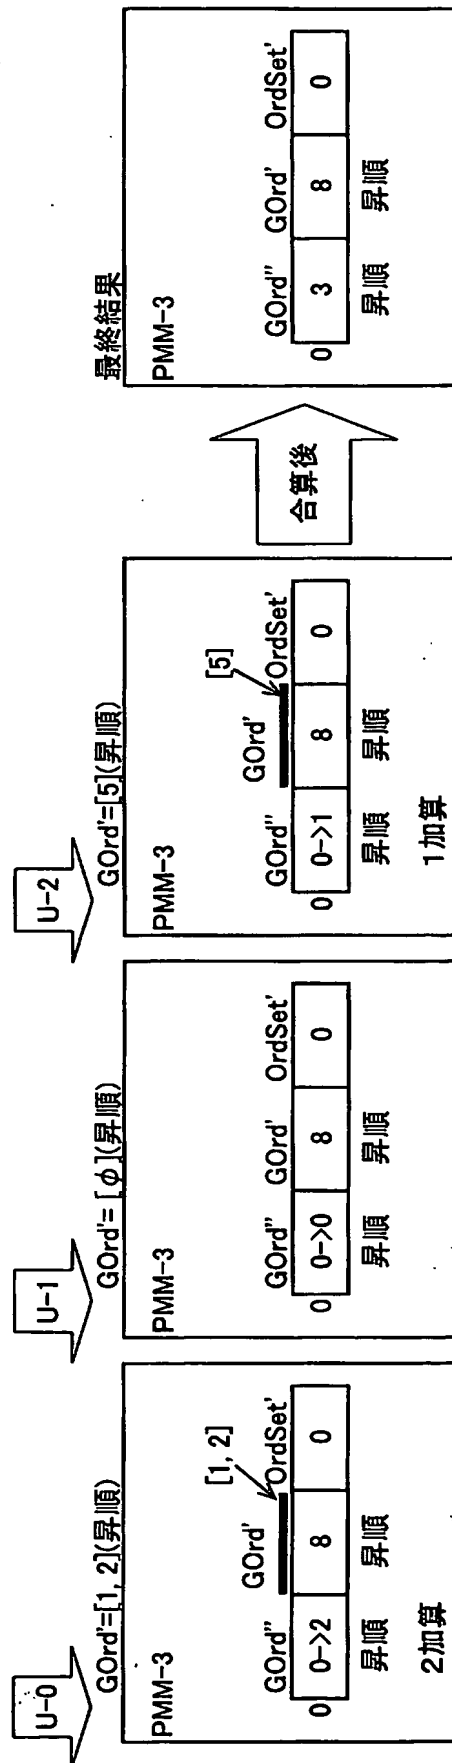 U-0
GOrd'=[1, 2](昇順)
PMM-3
[1, 2]
GOrd'' GOrd' OrdSet'
0 0->2 8 0
昇順 昇順
2加算
U-1
GOrd'=[φ](昇順)
PMM-3
GOrd'' GOrd' OrdSet'
0 0->0 8 0
昇順 昇順
U-2
GOrd'=[5](昇順)
PMM-3
[5]
GOrd'' GOrd' OrdSet'
0 0->1 8 0
昇順 昇順
1加算
合算後
最終結果
PMM-3
GOrd'' GOrd' OrdSet'
0 3 8 0
昇順 昇順